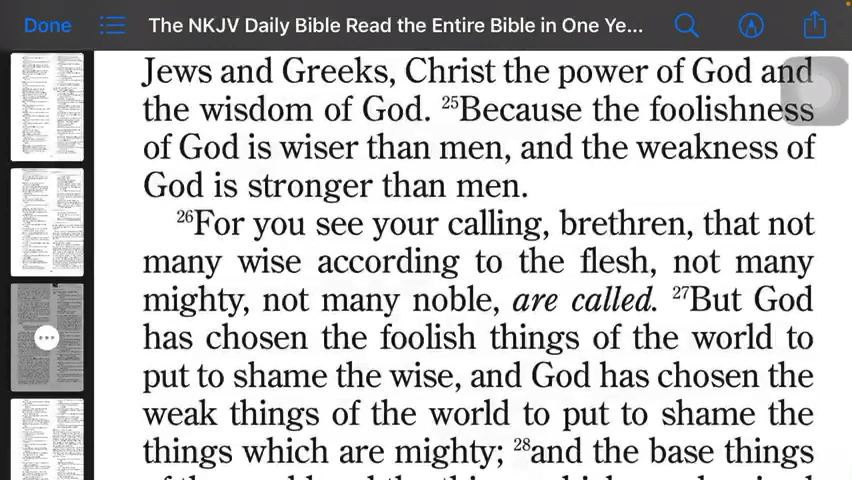 Done
The NKJV Daily Bible Read the Entire Bible in One Ye...
Jews and Greeks, Christ the power of God and
the wisdom of God. 25Because the foolishness
of God is wiser than men, and the weakness of
God is stronger than men.
26For you see your calling, brethren, that not
many wise according to the flesh, not many
mighty, not many noble, are called. 27But God
has chosen the foolish things of the world to
put to shame the wise, and God has chosen the
weak things of the world to put to shame the
things which are mighty; 28and the base things